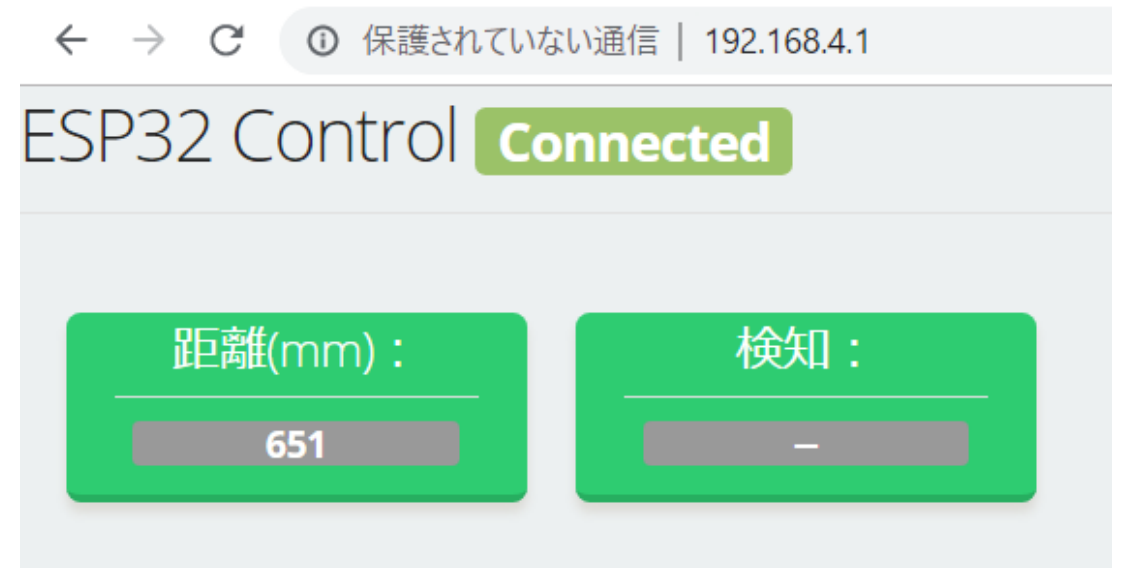 保護されていない通信 | 192.168.4.1
ESP32 Control Connected
距離(mm)： 検知：
651 –